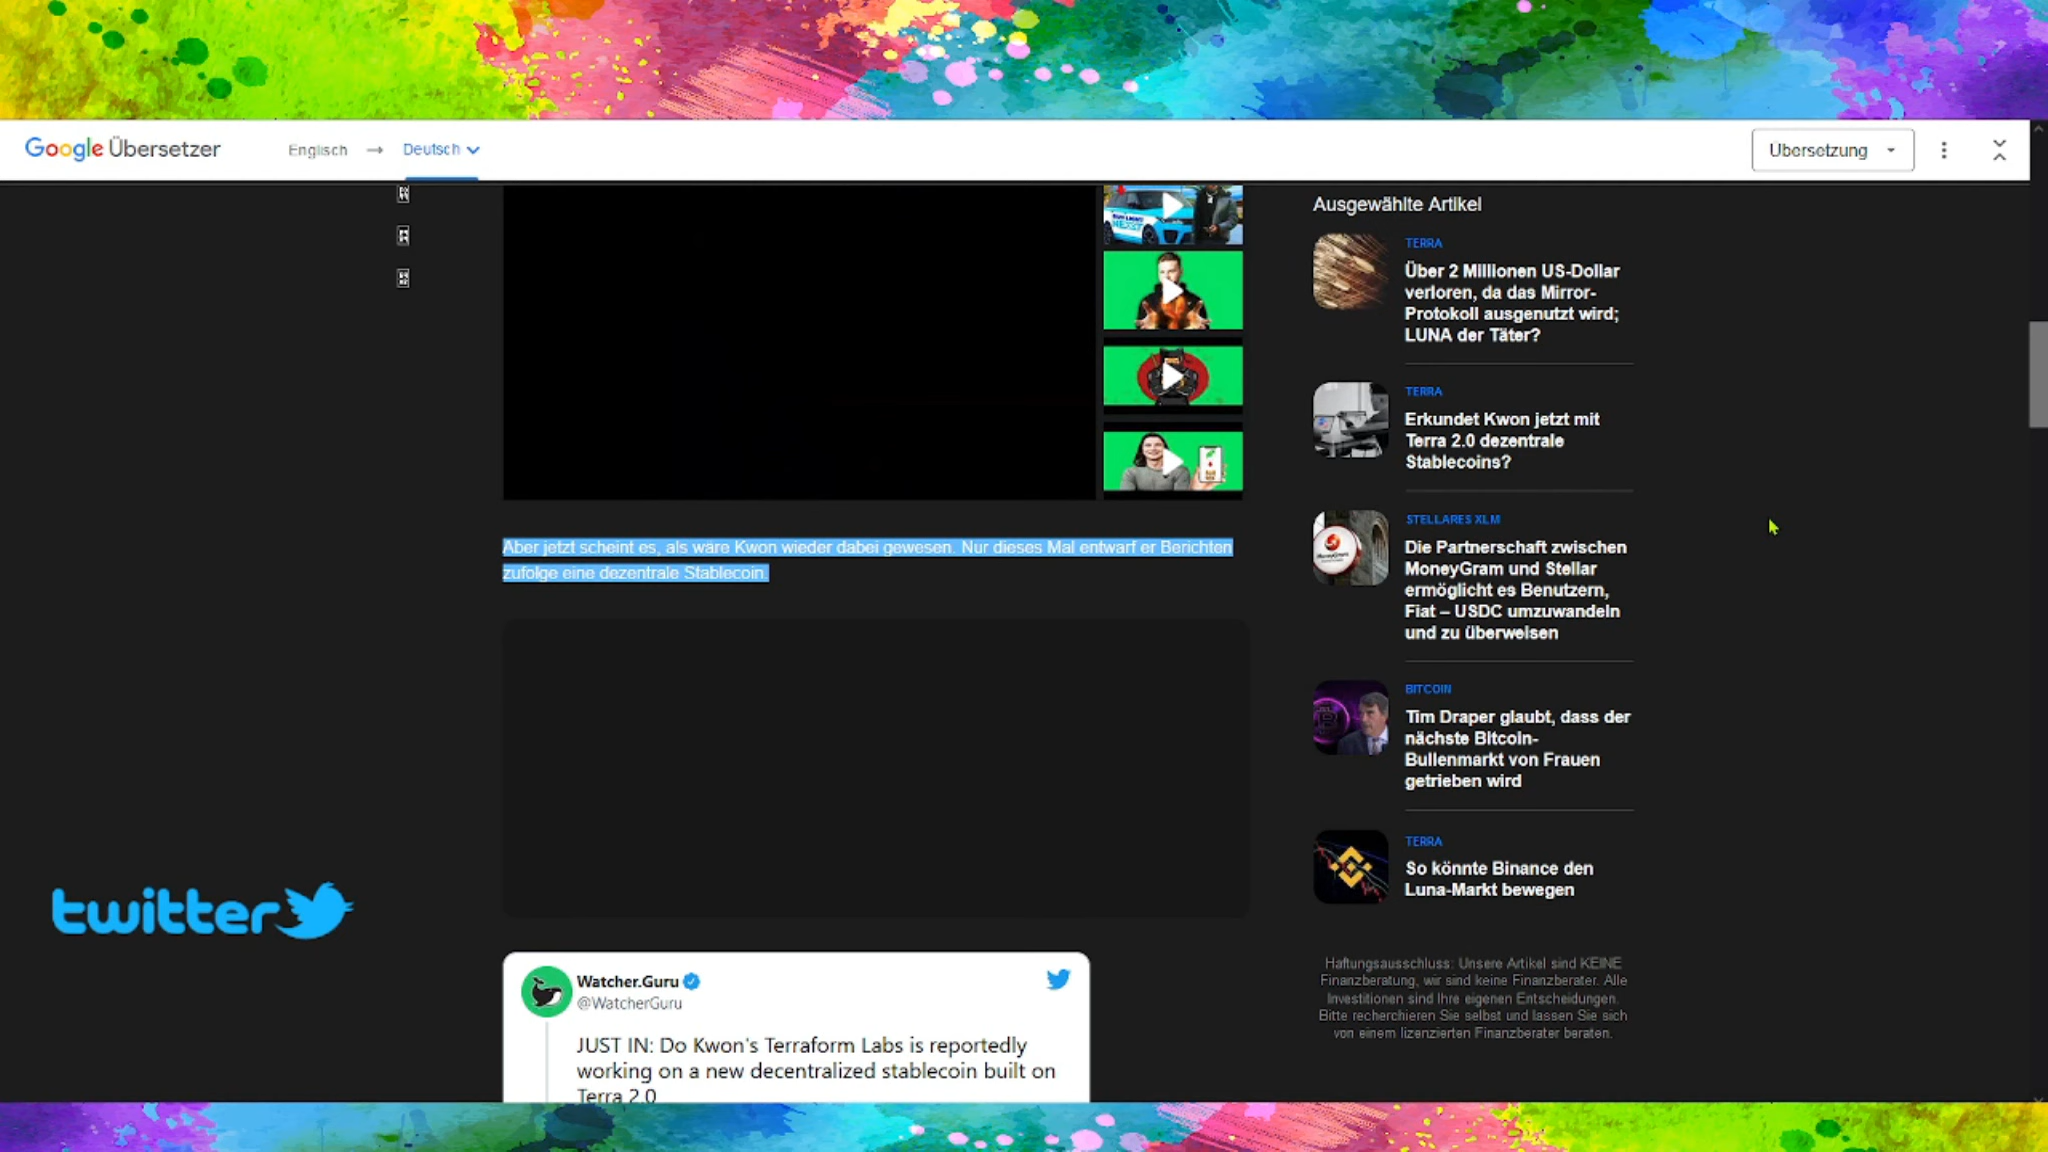 Google Übersetzer
Englisch → Deutsch
Übersetzung
Aber jetzt scheint es, als wäre Kwon wieder dabei gewesen. Nur dieses Mal entwarf er Berichten
zufolge eine dezentrale Stablecoin.
twitter
Watcher.Guru
@WatcherGuru
JUST IN: Do Kwon's Terraform Labs is reportedly
working on a new decentralized stablecoin built on
Terra 2.0
Ausgewählte Artikel
TERRA
Über 2 Millionen US-Dollar
verloren, da das Mirror-
Protokoll ausgenutzt wird;
LUNA der Täter?
TERRA
Erkundet Kwon jetzt mit
Terra 2.0 dezentrale
Stablecoins?
STELLARES XLM
Die Partnerschaft zwischen
MoneyGram und Stellar
ermöglicht es Benutzern,
Fiat – USDC umzuwandeln
und zu überweisen
BITCOIN
Tim Draper glaubt, dass der
nächste Bitcoin-
Bullenmarkt von Frauen
getrieben wird
TERRA
So könnte Binance den
Luna-Markt bewegen
Haftungsausschluss: Unsere Artikel sind KEINE
Finanzberatung, wir sind keine Finanzberater. Alle
Investitionen sind Ihre eigenen Entscheidungen.
Bitte recherchieren Sie selbst und lassen Sie sich
von einem lizenzierten Finanzberater beraten.